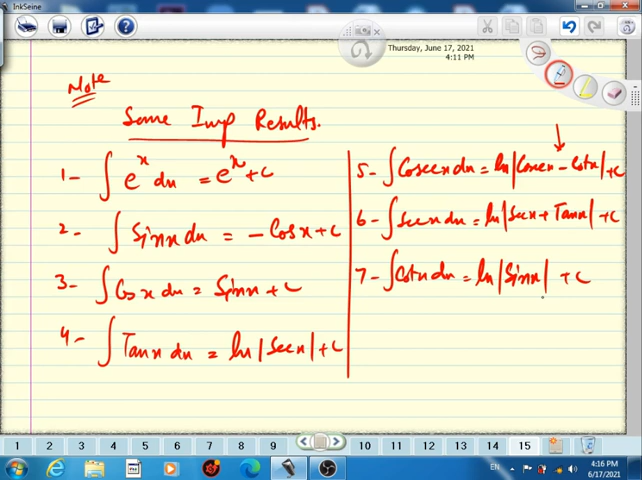 InkSeine
Thursday, June 17, 2021
4:11 PM
Note
Some Imp Results.
1- ∫ e^x dx = e^x + c
2- ∫ Sinx dx = -Cosx + c
3- ∫ Cosx dx = Sinx + c
4- ∫ Tanx dx = ln|Secx| + c
5- ∫ Cosecx dx = ln|Cosecx - Cotx| + c
6- ∫ Secx dx = ln|Secx + Tanx| + c
7- ∫ Cotx dx = ln|Sinx| + c
1 2 3 4 5 6 7 8 9 10 11 12 13 14 15
EN 4:16 PM
6/17/2021